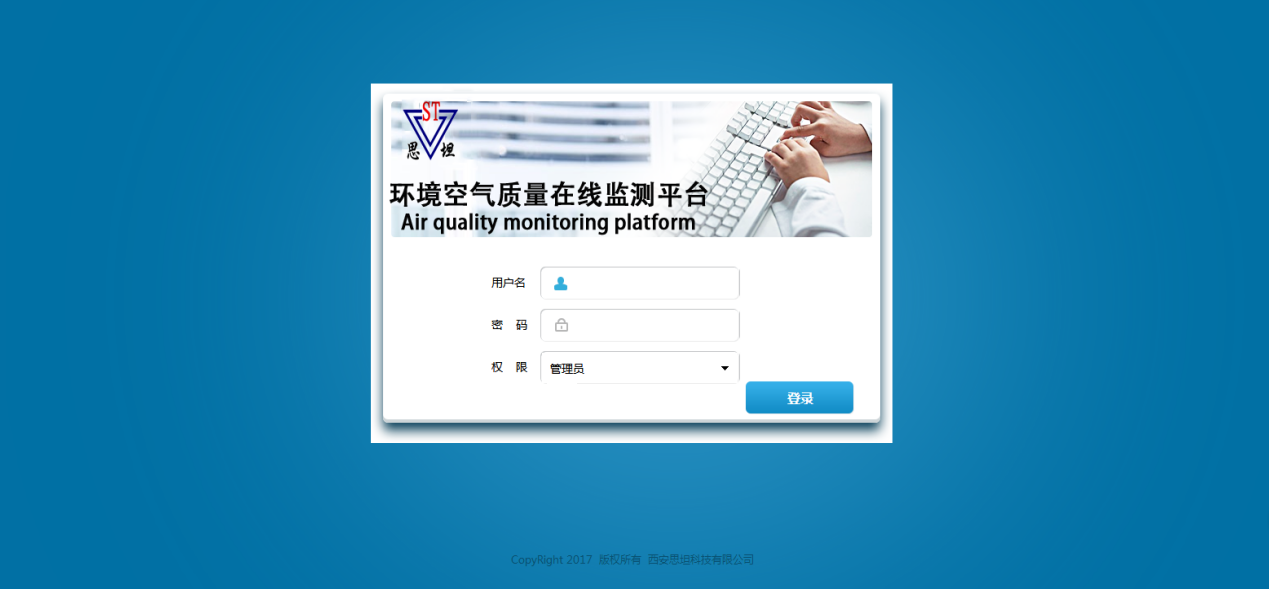 ST
思坦
环境空气质量在线监测平台
Air quality monitoring platform
用户名
密 码
权 限 管理员
登录
CopyRight 2017 版权所有 西安思坦科技有限公司